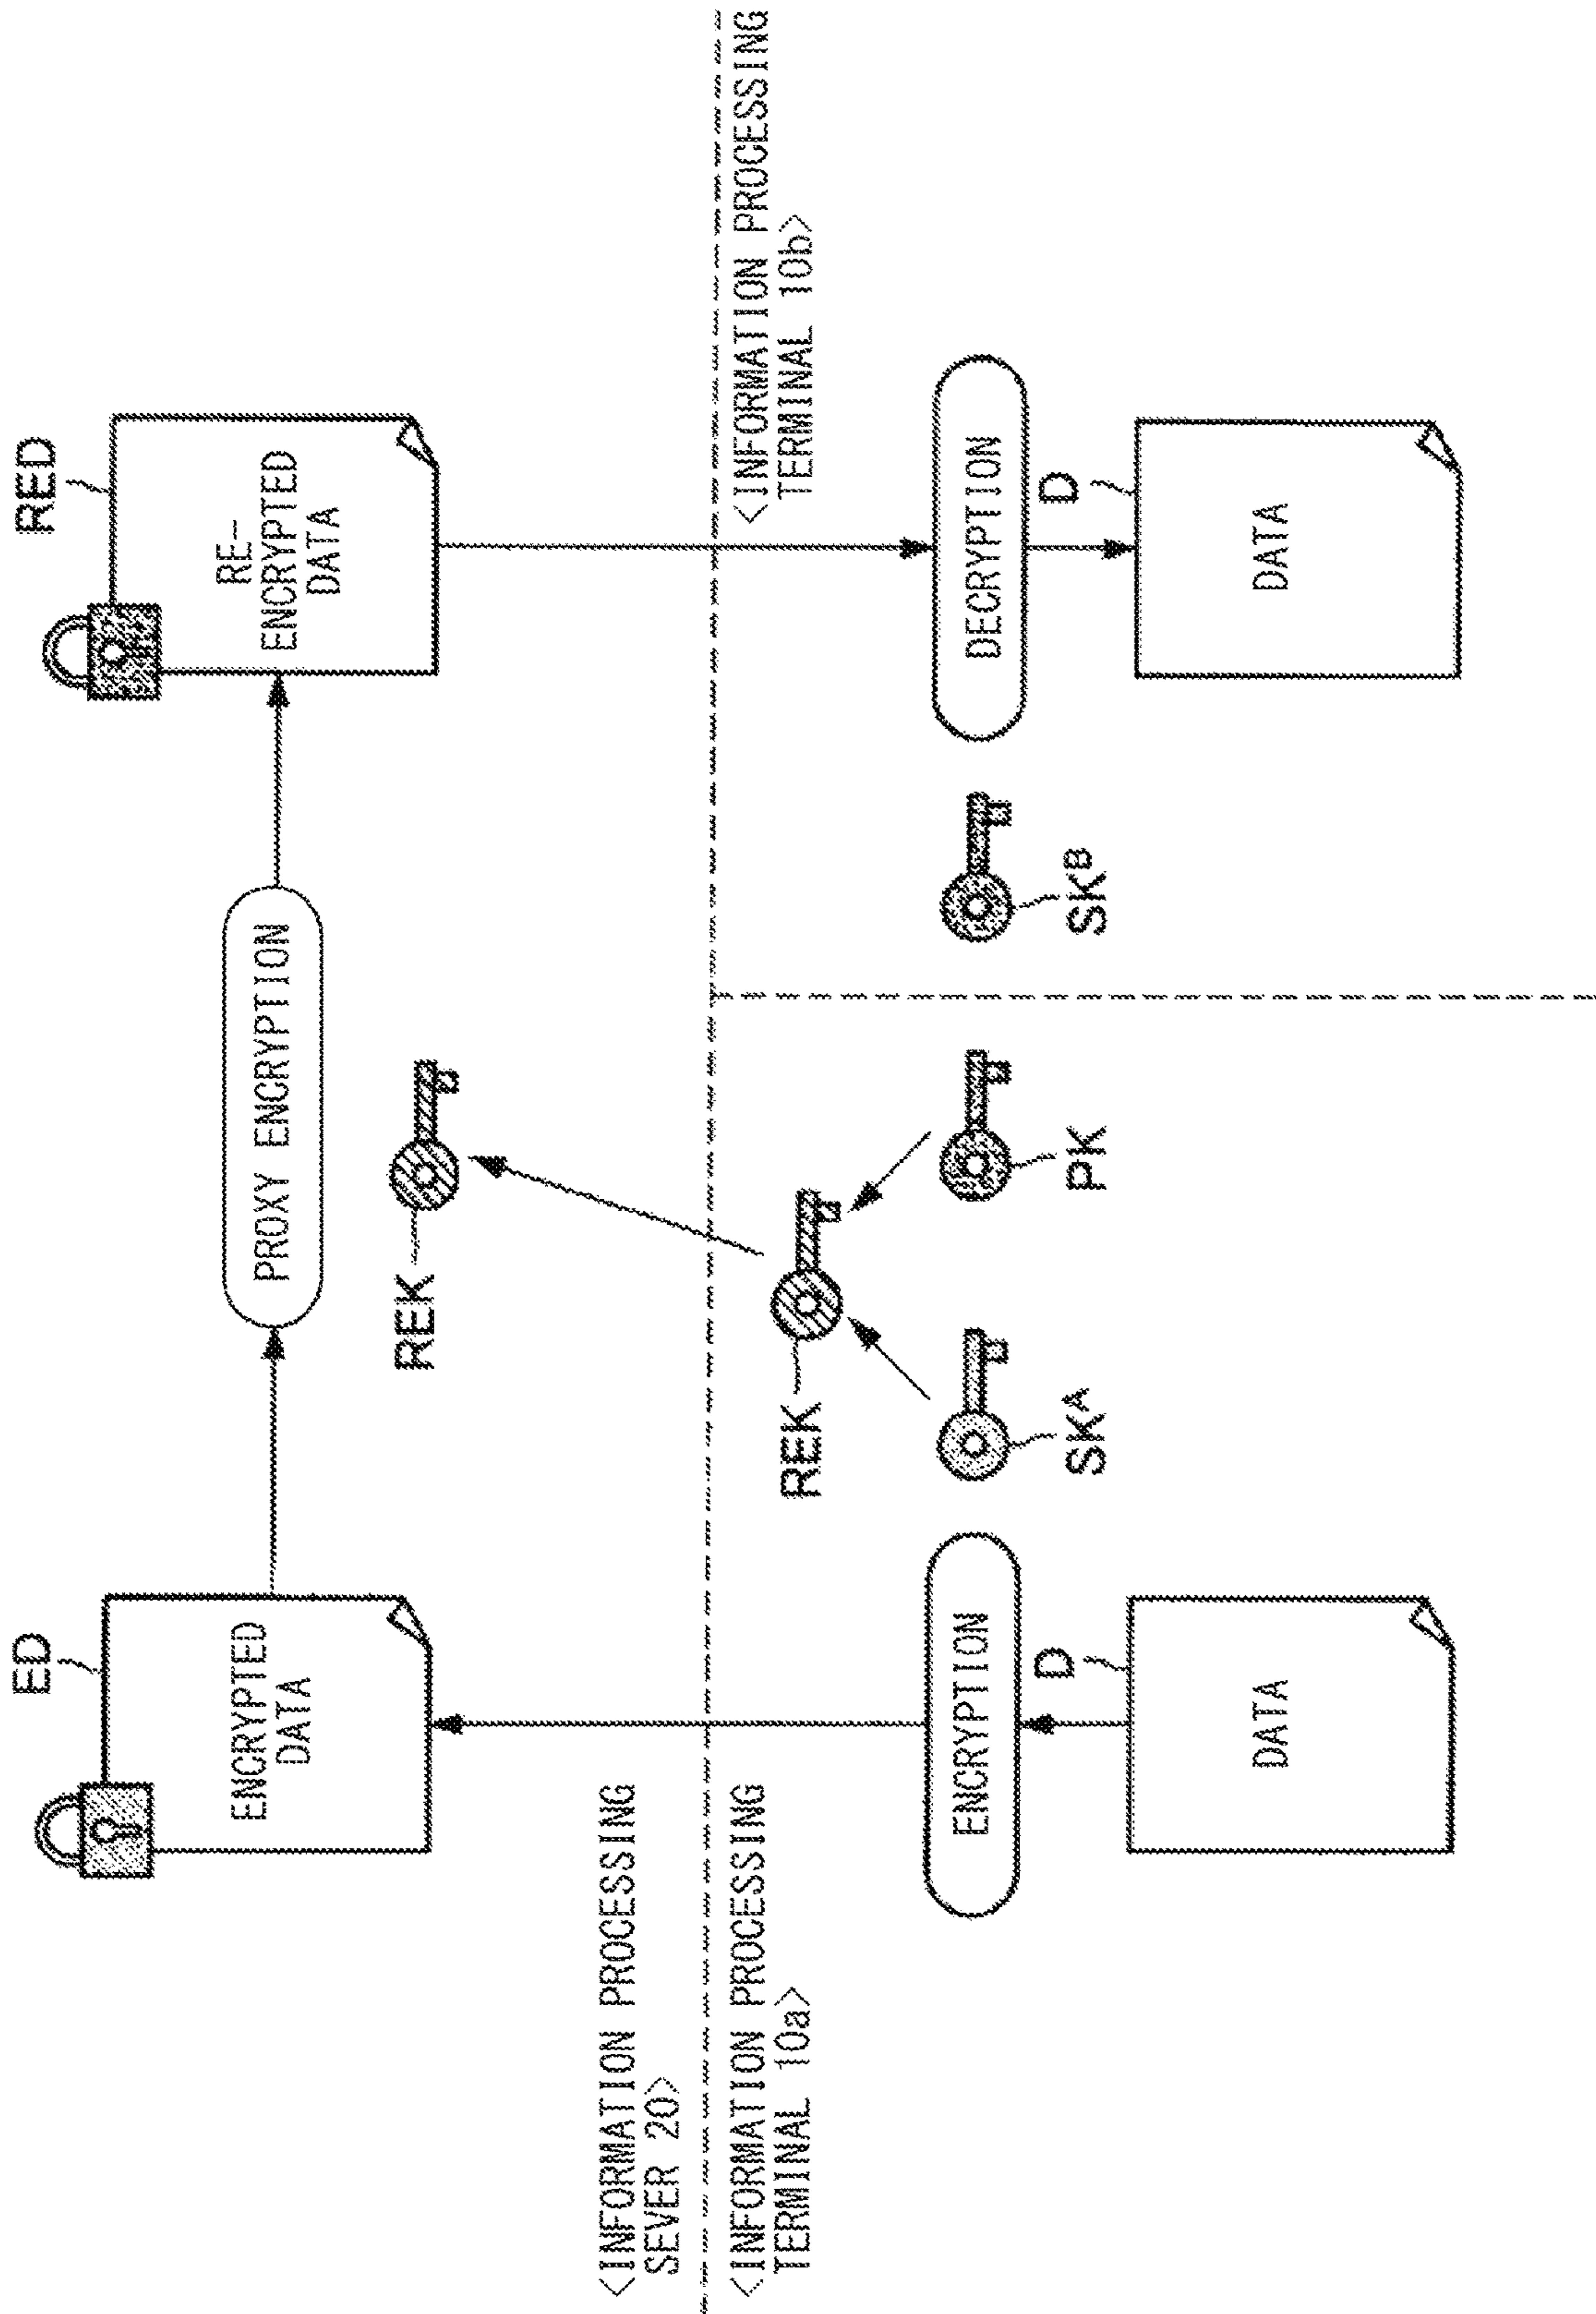 ED
ENCRYPTED
DATA
PROXY ENCRYPTION
RED
RE-
ENCRYPTED
DATA
REK
<INFORMATION PROCESSING
SEVER 20>
<INFORMATION PROCESSING
TERMINAL 10a>
<INFORMATION PROCESSING
TERMINAL 10b>
REK
ENCRYPTION
SKA
PK
SKB
DECRYPTION
D
DATA
D
DATA